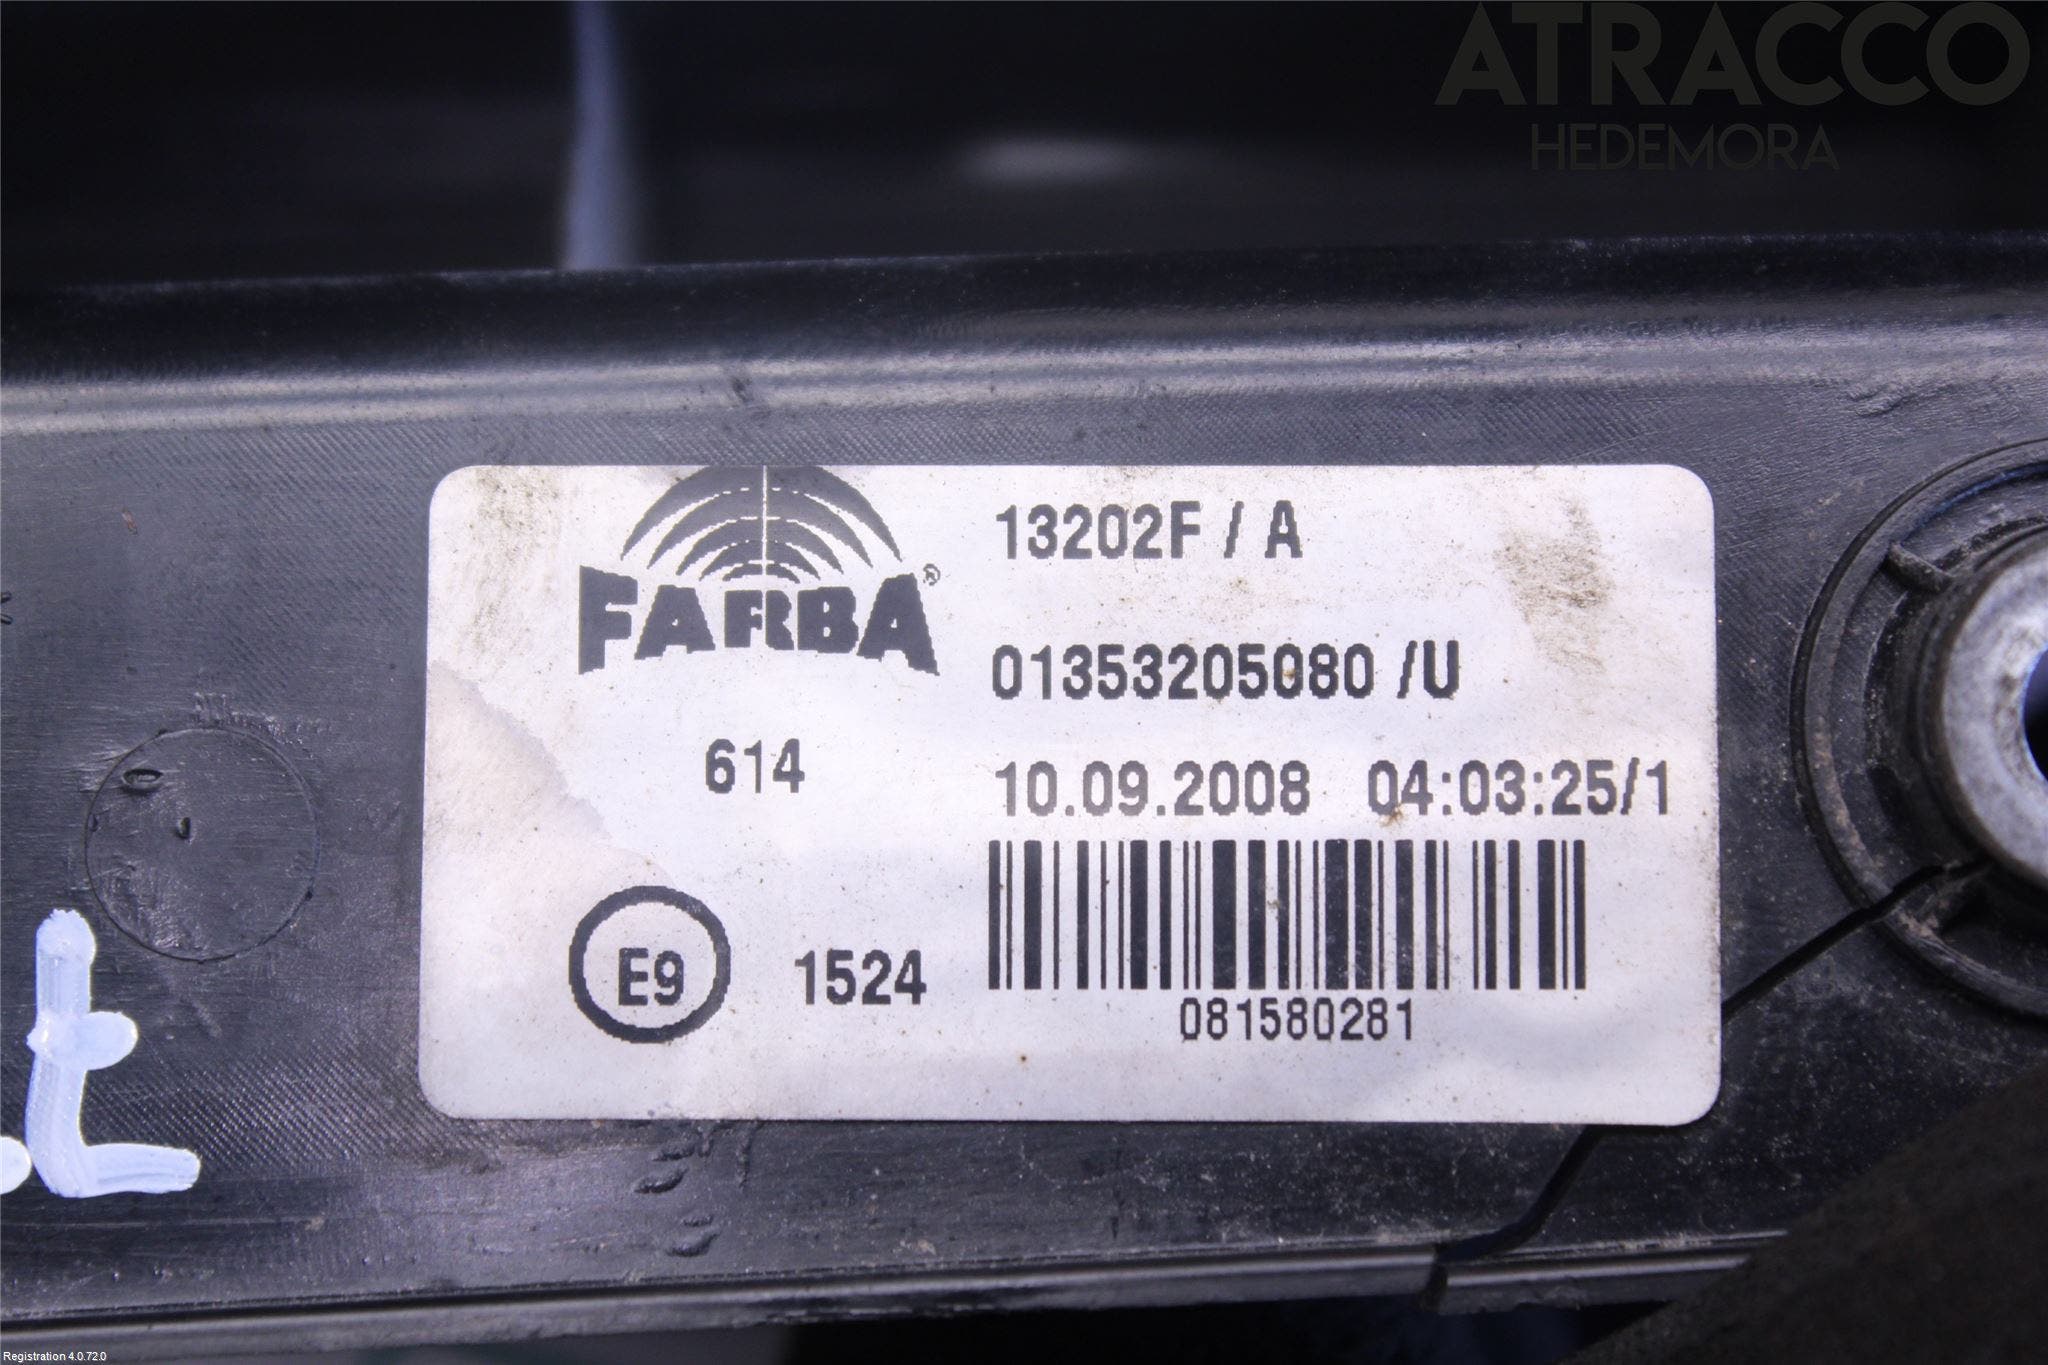 ATRACCO
HEDEMORA
FARBA®
13202F / A
01353205080 /U
614
10.09.2008 04:03:25/1
E9
1524
081580281
Registration 4.0.72.0